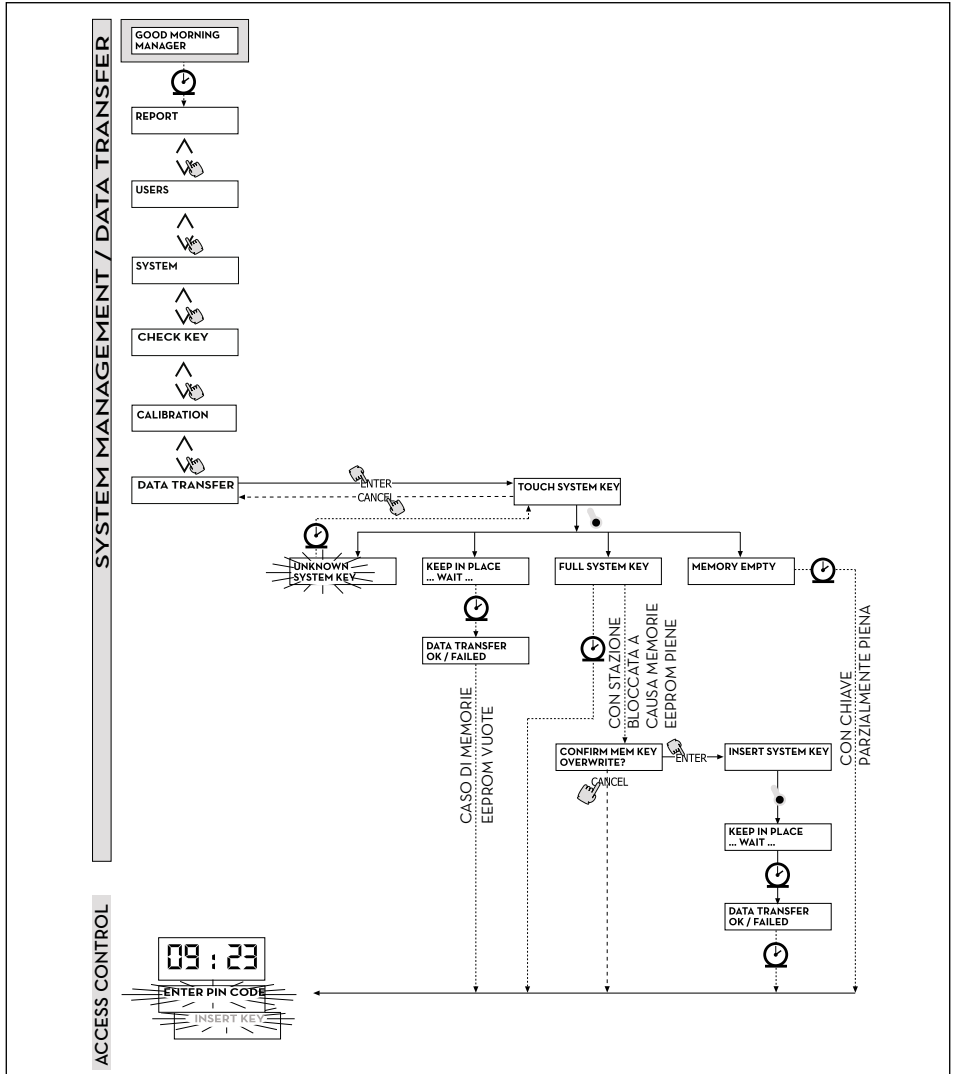 SYSTEM MANAGEMENT / DATA TRANSFER
GOOD MORNING
MANAGER
REPORT
USERS
SYSTEM
CHECK KEY
CALIBRATION
DATA TRANSFER
ENTER
CANCEL
TOUCH SYSTEM KEY
UNKNOWN
SYSTEM KEY
KEEP IN PLACE
... WAIT ...
FULL SYSTEM KEY
MEMORY EMPTY
DATA TRANSFER
OK / FAILED
CASO DI MEMORIE
EEPROM VUOTE
CON STAZIONE
BLOCCATA A
CAUSA MEMORIE
EEPROM PIENE
CON CHIAVE
PARZIALMENTE PIENA
CONFIRM MEM KEY
OVERWRITE?
ENTER
CANCEL
INSERT SYSTEM KEY
KEEP IN PLACE
... WAIT ...
DATA TRANSFER
OK / FAILED
ACCESS CONTROL
09 : 23
ENTER PIN CODE
INSERT KEY